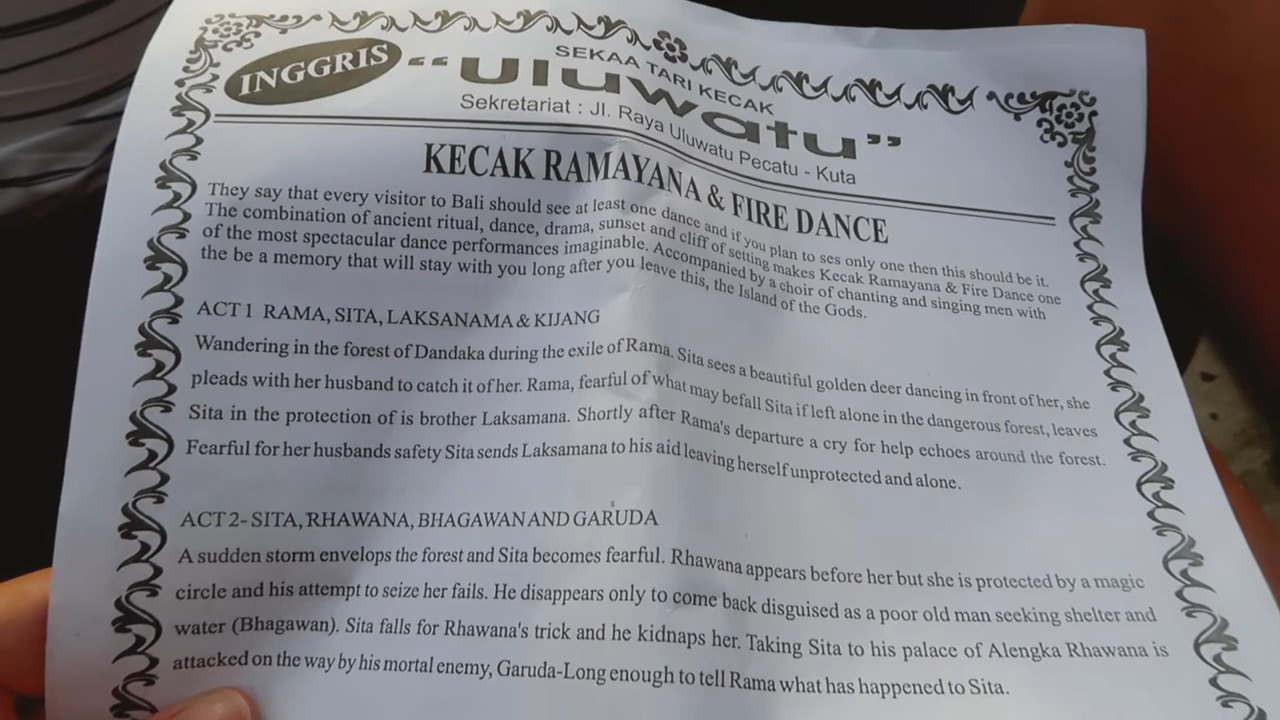 INGGRIS
SEKAA TARI KECAK
“Uluwatu”
Sekretariat : Jl. Raya Uluwatu Pecatu - Kuta
KECAK RAMAYANA & FIRE DANCE
They say that every visitor to Bali should see at least one dance and if you plan to ses only one then this should be it.
The combination of ancient ritual, dance, drama, sunset and cliff of setting makes Kecak Ramayana & Fire Dance one
of the most spectacular dance performances imaginable. Accompanied by a choir of chanting and singing men with
the be a memory that will stay with you long after you leave this, the Island of the Gods.
ACT 1 RAMA, SITA, LAKSANAMA & KIJANG
Wandering in the forest of Dandaka during the exile of Rama. Sita sees a beautiful golden deer dancing in front of her, she
pleads with her husband to catch it of her. Rama, fearful of what may befall Sita if left alone in the dangerous forest, leaves
Sita in the protection of is brother Laksamana. Shortly after Rama's departure a cry for help echoes around the forest.
Fearful for her husbands safety Sita sends Laksamana to his aid leaving herself unprotected and alone.
ACT 2- SITA, RHAWANA, BHAGAWAN AND GARUDA
A sudden storm envelops the forest and Sita becomes fearful. Rhawana appears before her but she is protected by a magic
circle and his attempt to seize her fails. He disappears only to come back disguised as a poor old man seeking shelter and
water (Bhagawan). Sita falls for Rhawana's trick and he kidnaps her. Taking Sita to his palace of Alengka Rhawana is
attacked on the way by his mortal enemy, Garuda-Long enough to tell Rama what has happened to Sita.